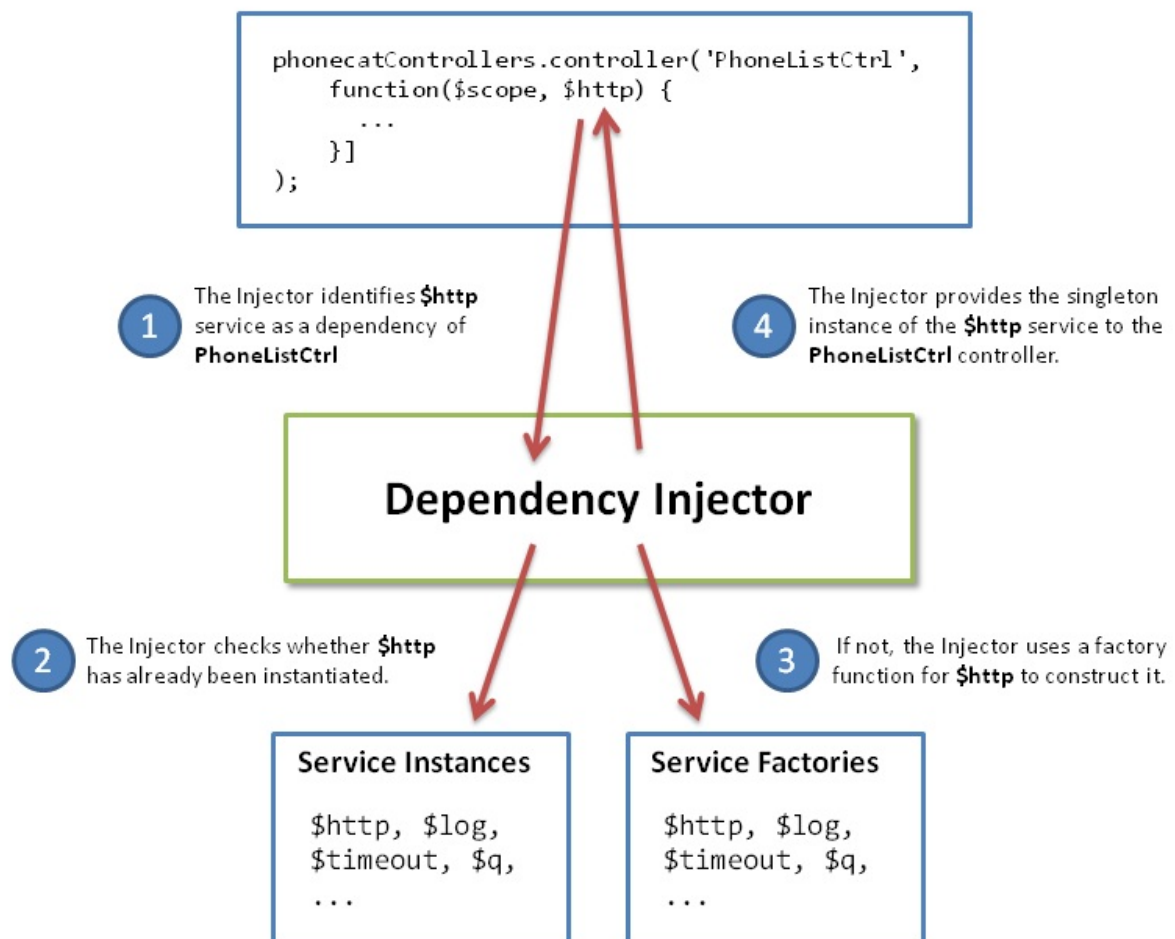 phonecatControllers.controller('PhoneListCtrl',
function($scope, $http) {
...
}]
);
1
The Injector identifies $http
service as a dependency of
PhoneListCtrl
4
The Injector provides the singleton
instance of the $http service to the
PhoneListCtrl controller.
Dependency Injector
2
The Injector checks whether $http
has already been instantiated.
3
If not, the Injector uses a factory
function for $http to construct it.
Service Instances
$http, $log,
$timeout, $q,
...
Service Factories
$http, $log,
$timeout, $q,
...